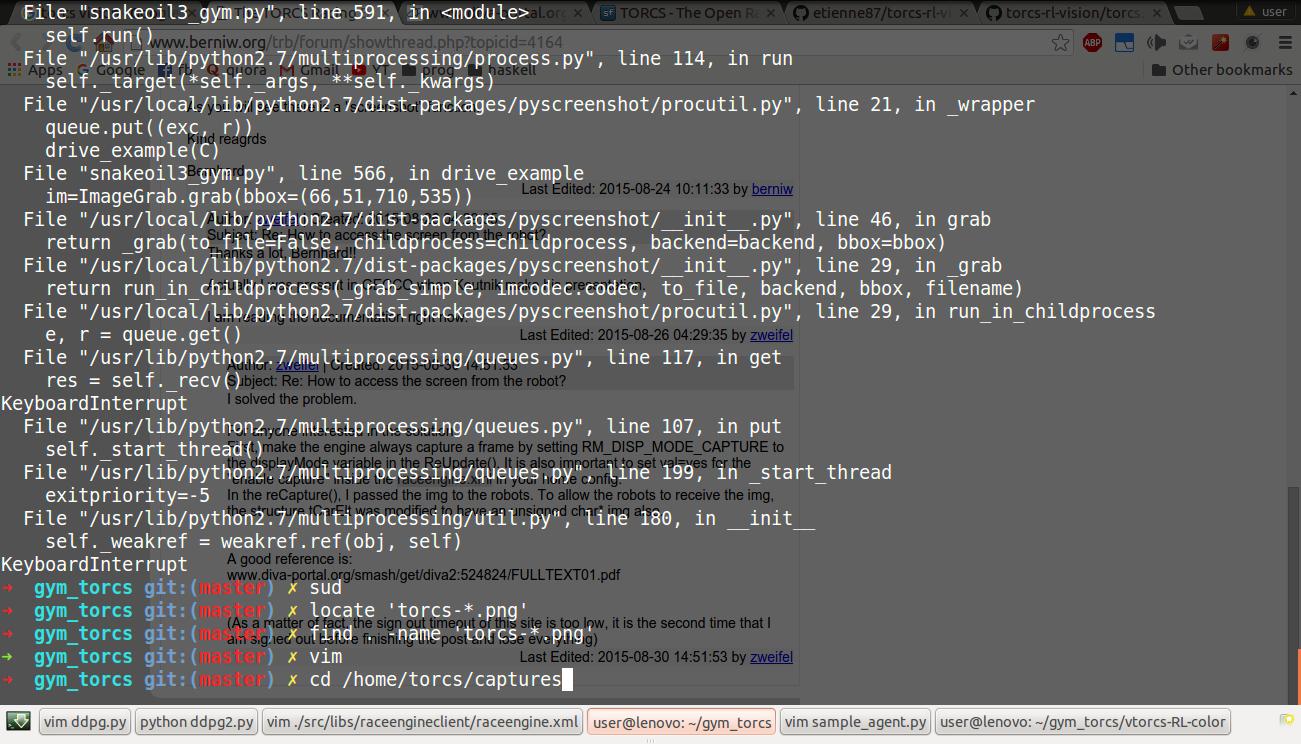 File "snakeoil3_gym.py", line 591, in <module>
self.run()
File "/usr/lib/python2.7/multiprocessing/process.py", line 114, in run
self._target(*self._args, **self._kwargs)
File "/usr/local/lib/python2.7/dist-packages/pyscreenshot/procutil.py", line 21, in _wrapper
queue.put((exc, r))
drive_example(C)
File "snakeoil3_gym.py", line 566, in drive_example
im=ImageGrab.grab(bbox=(66,51,710,535))
File "/usr/local/lib/python2.7/dist-packages/pyscreenshot/__init__.py", line 46, in grab
return _grab(to_file=False, childprocess=childprocess, backend=backend, bbox=bbox)
File "/usr/local/lib/python2.7/dist-packages/pyscreenshot/__init__.py", line 29, in _grab
return run_in_childprocess(_grab_simple, imcodec.codec, to_file, backend, bbox, filename)
File "/usr/local/lib/python2.7/dist-packages/pyscreenshot/procutil.py", line 29, in run_in_childprocess
e, r = queue.get()
File "/usr/lib/python2.7/multiprocessing/queues.py", line 117, in get
res = self._recv()
KeyboardInterrupt
File "/usr/lib/python2.7/multiprocessing/queues.py", line 107, in put
self._start_thread()
File "/usr/lib/python2.7/multiprocessing/queues.py", line 199, in _start_thread
exitpriority=-5
File "/usr/lib/python2.7/multiprocessing/util.py", line 180, in __init__
self._weakref = weakref.ref(obj, self)
KeyboardInterrupt
→ gym_torcs git:(master) ✗ sud
→ gym_torcs git:(master) ✗ locate 'torcs-*.png'
→ gym_torcs git:(master) ✗ find . -name 'torcs-*.png'
→ gym_torcs git:(master) ✗ vim
→ gym_torcs git:(master) ✗ cd /home/torcs/captures
TORCS - The Open Ra
etienne87/torcs-rl-vi
torcs-rl-vision/torcs.
user
www.berniw.org/trb/forum/showthread.php?topicid=4164
ABP
Apps Google fb quora Gmail YT prog haskell
Other bookmarks
Kind reagrds
Last Edited: 2015-08-24 10:11:33 by berniw
Subject: Re: How to access the screen from the robot?
Thanks a lot, Bernhard!!
I am reading the documentation right now.
Last Edited: 2015-08-26 04:29:35 by zweifel
Author: zweifel | Created: 2015-08-30 14:51:53
Subject: Re: How to access the screen from the robot?
I solved the problem.
For anyone interested in the solution:
First, make the engine always capture a frame by setting RM_DISP_MODE_CAPTURE to
the displayMode variable in the ReUpdate(). It is also important to set val=yes for the
"enable capture" inside the raceengine.xml in your home config.
In the reCapture(), I passed the img to the robots. To allow the robots to receive the img,
the structure tCarElt was modified to have an unsigned char* img also.
A good reference is:
www.diva-portal.org/smash/get/diva2:524824/FULLTEXT01.pdf
(As a matter of fact, the sign out timeout of this site is too low, it is the second time that I
am signed out before finishing the post and lose everything)
Last Edited: 2015-08-30 14:51:53 by zweifel
vim ddpg.py
python ddpg2.py
vim ./src/libs/raceengineclient/raceengine.xml
user@lenovo: ~/gym_torcs
vim sample_agent.py
user@lenovo: ~/gym_torcs/vtorcs-RL-color